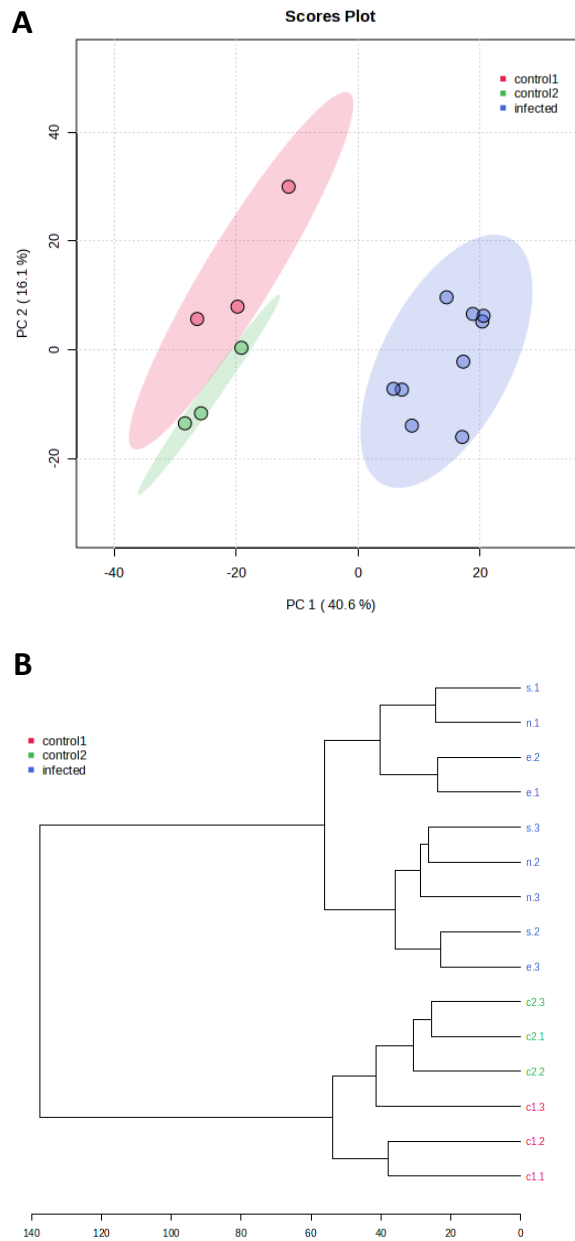 A
Scores Plot
control1
control2
infected
40
20
0
-20
PC 2 ( 16.1 %)
-40
-20
0
20
PC 1 ( 40.6 %)
B
control1
control2
infected
s.1
n.1
e.2
e.1
s.3
n.2
n.3
s.2
e.3
c2.3
c2.1
c2.2
c1.3
c1.2
c1.1
140
120
100
80
60
40
20
0